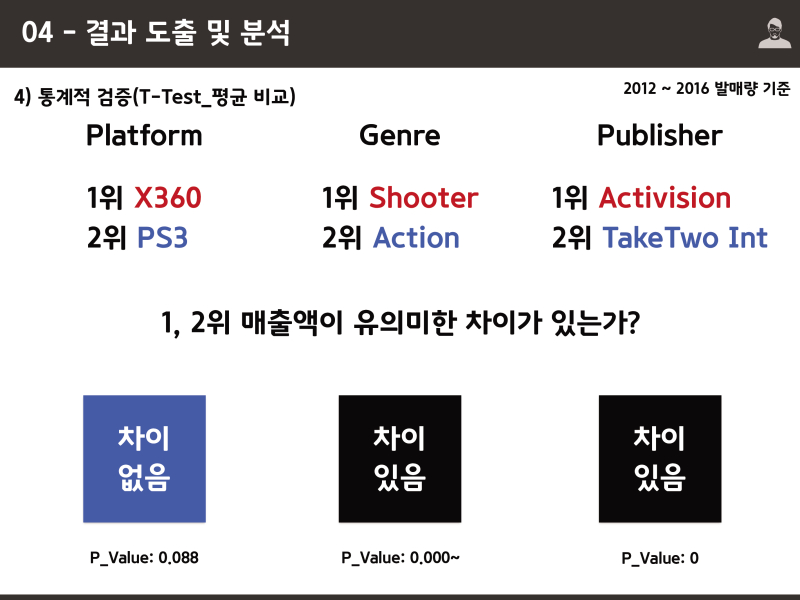 04 - 결과 도출 및 분석
4) 통계적 검증(T-Test_평균 비교)
2012 ~ 2016 발매량 기준
Platform
1위 X360
2위 PS3
Genre
1위 Shooter
2위 Action
Publisher
1위 Activision
2위 TakeTwo Int
1, 2위 매출액이 유의미한 차이가 있는가?
차이
없음
P_Value: 0.088
차이
있음
P_Value: 0.000~
차이
있음
P_Value: 0